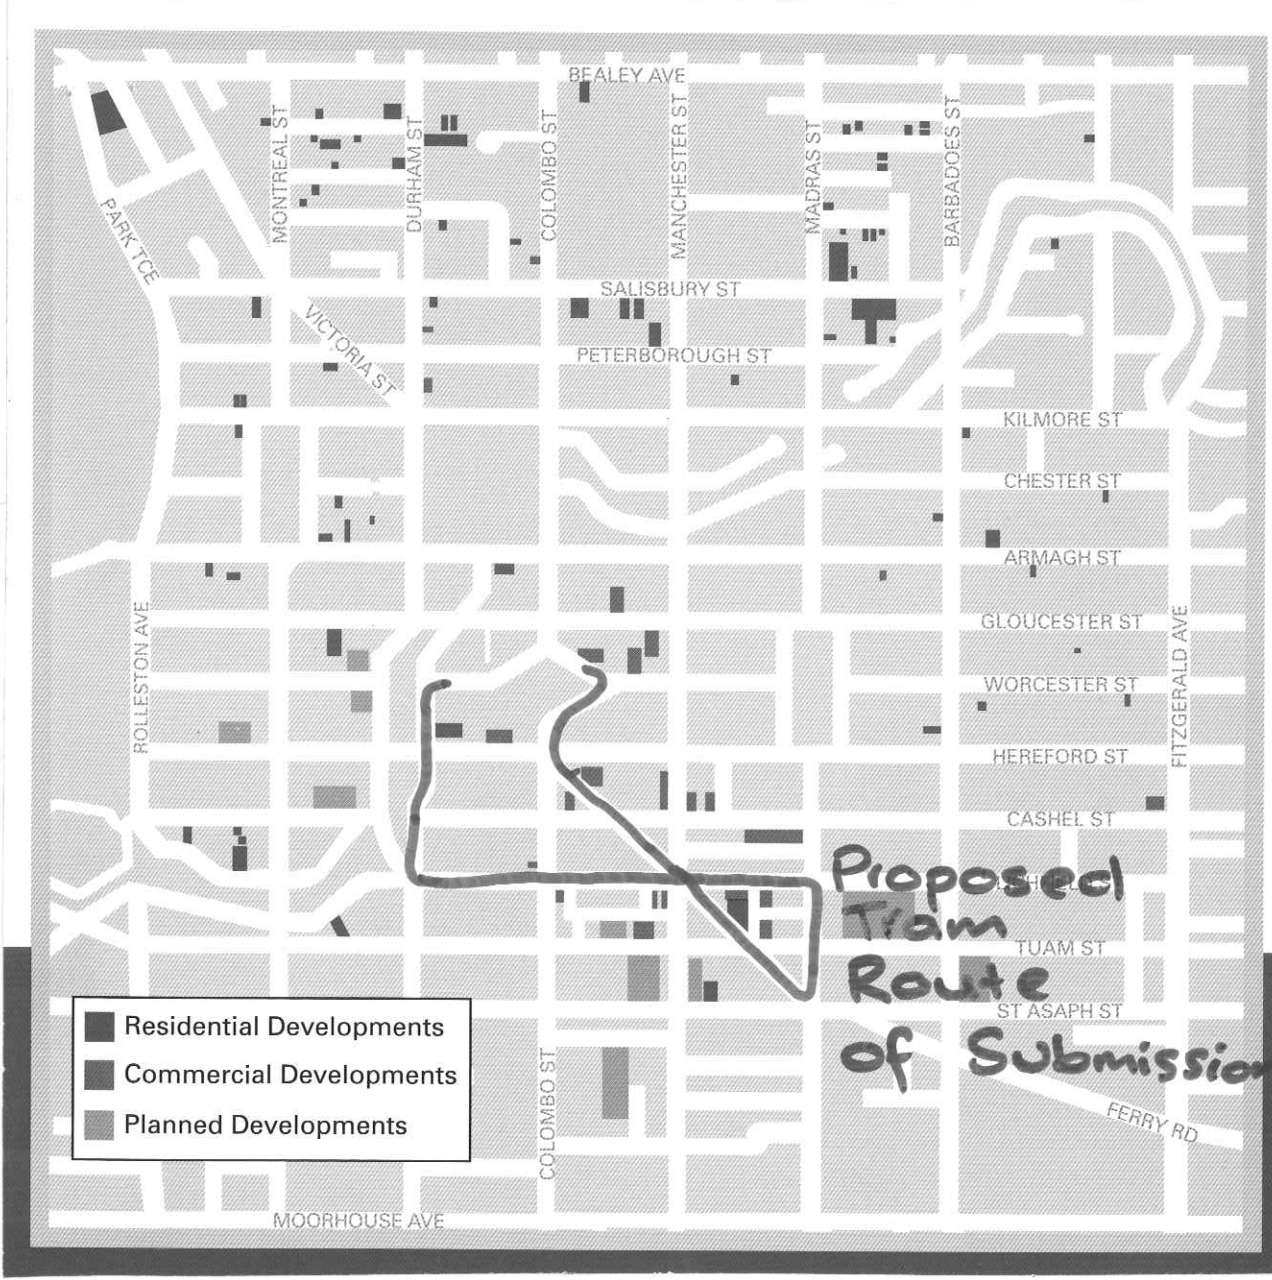 BEALEY AVE
MONTREAL ST
DURHAM ST
COLOMBO ST
MANCHESTER ST
MADRAS ST
BARBADOES ST
PARK TCE
SALISBURY ST
VICTORIA ST
PETERBOROUGH ST
KILMORE ST
CHESTER ST
ARMAGH ST
ROLLESTON AVE
GLOUCESTER ST
FITZGERALD AVE
WORCESTER ST
HEREFORD ST
CASHEL ST
Proposed
Tram
TUAM ST
Route
ST ASAPH ST
of Submission
Residential Developments
Commercial Developments
Planned Developments
COLOMBO ST
FERRY RD
MOORHOUSE AVE